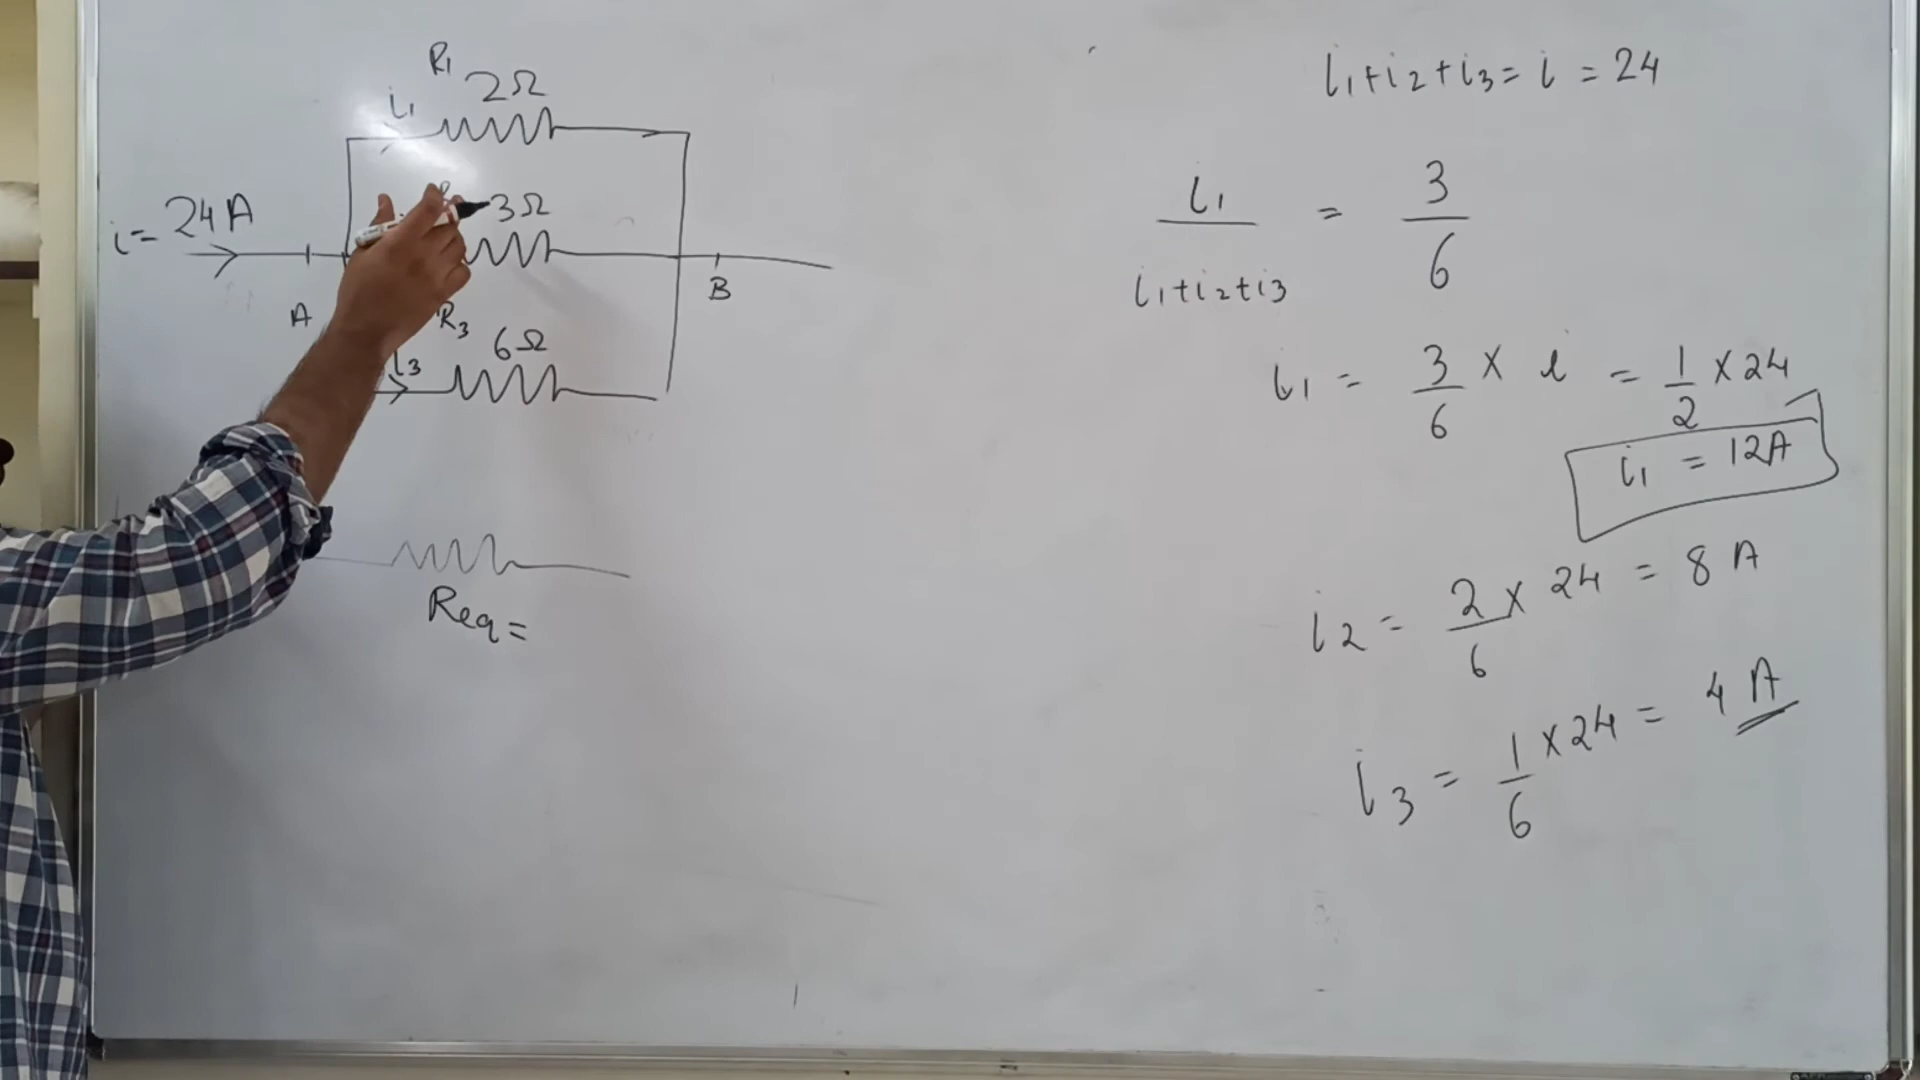 R1
2Ω
i1
i = 24A
3Ω
A
B
R3
6Ω
i3
Req =
i1+i2+i3 = i = 24
i1 / i1+i2+i3 = 3/6
i1 = 3/6 × i = 1/2 × 24
i1 = 12A
i2 = 2/6 × 24 = 8 A
i3 = 1/6 × 24 = 4 A